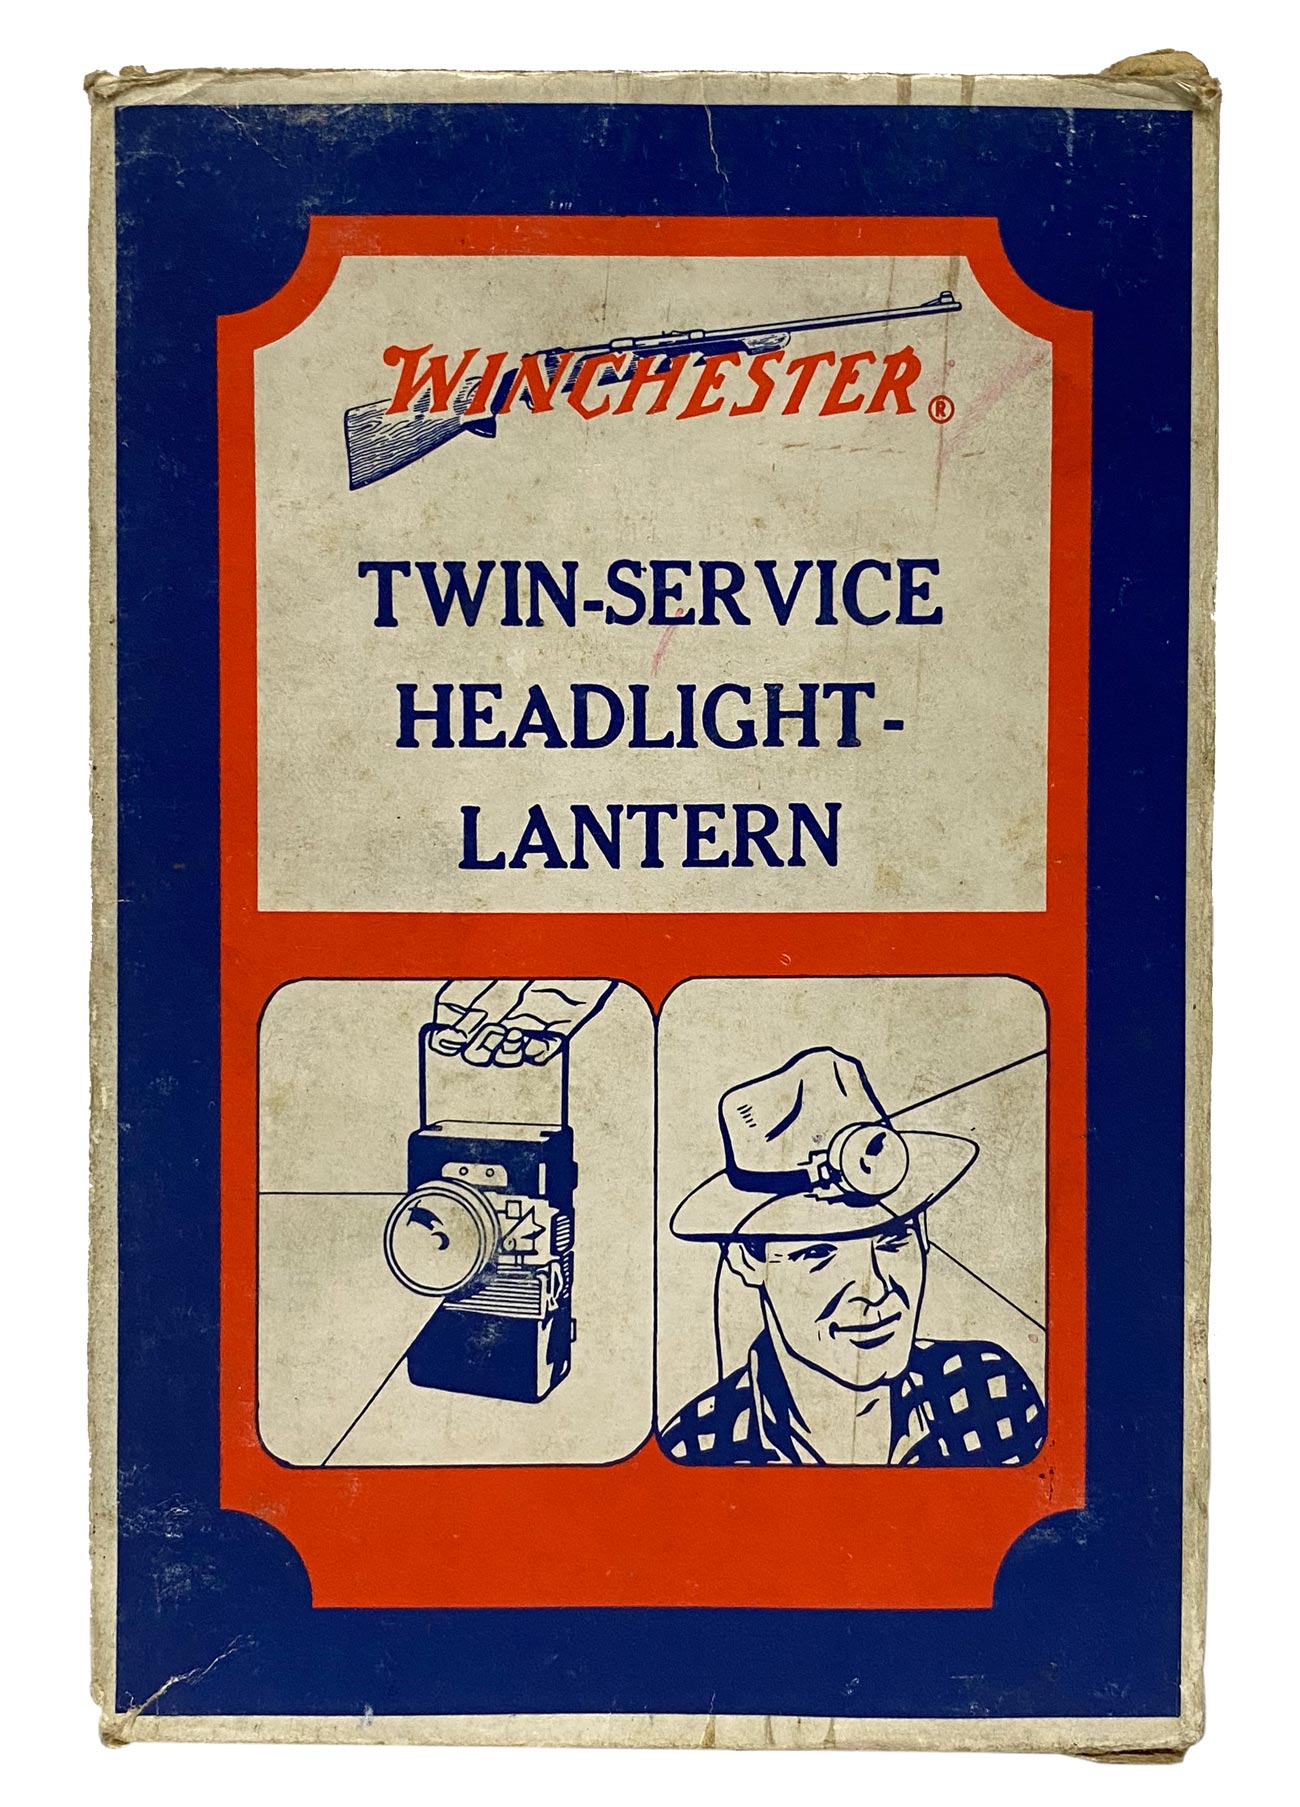 WINCHESTER®
TWIN-SERVICE
HEADLIGHT-
LANTERN